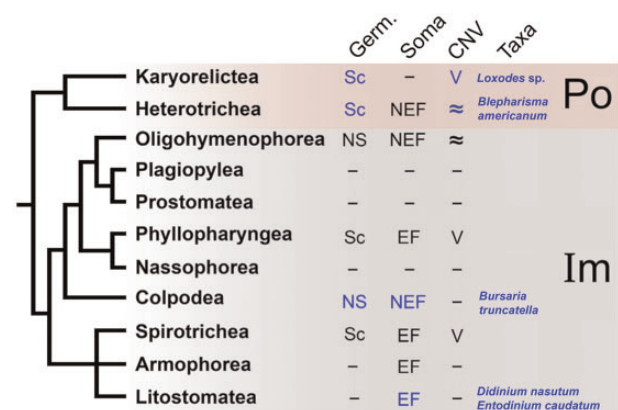 Germ. Soma CNV Taxa
Karyorelictea Sc – V Loxodes sp.
Heterotrichea Sc NEF ≈ Blepharisma americanum
Po
Oligohymenophorea NS NEF ≈
Plagiopylea – – –
Prostomatea – – –
Phyllopharyngea Sc EF V
Nassophorea – – –
Im
Colpodea NS NEF – Bursaria truncatella
Spirotrichea Sc EF V
Armophorea – EF –
Litostomatea – EF – Didinium nasutum
Entodinium caudatum